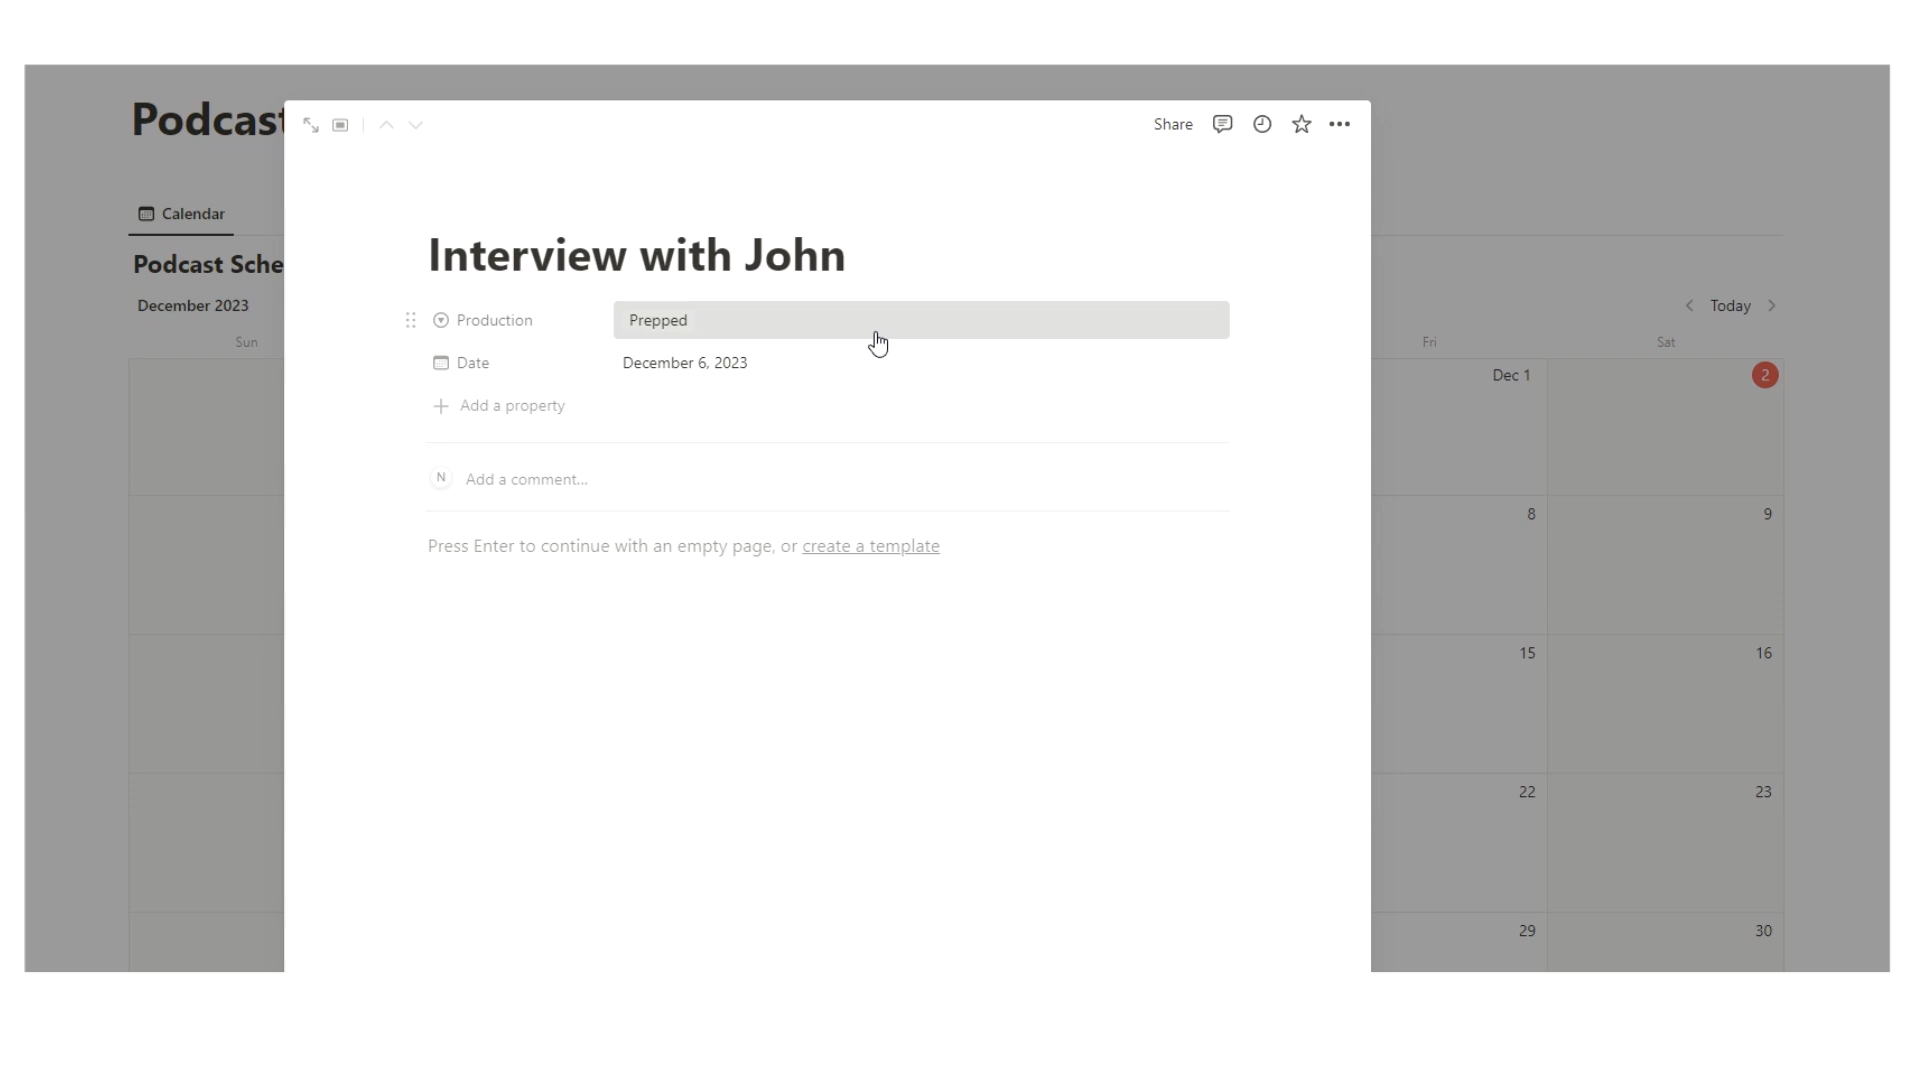 Podcast
Share
Calendar
Interview with John
Podcast Sche
December 2023
Today
Production
Prepped
Sun
Fri
Sat
Date
December 6, 2023
Dec 1
2
Add a property
N
Add a comment...
8
9
Press Enter to continue with an empty page, or create a template
15
16
22
23
29
30